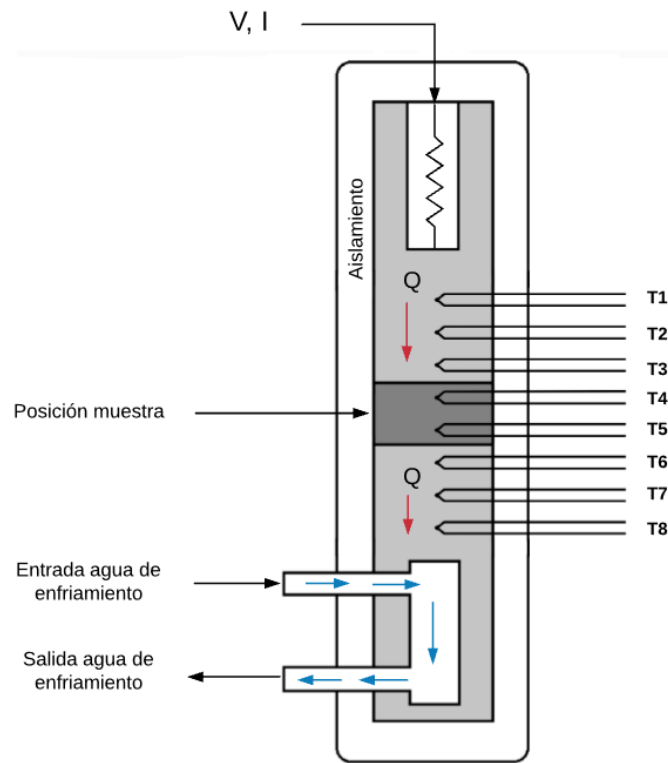 V, I
Aislamiento
Q
T1
T2
T3
T4
Posición muestra
T5
T6
Q
T7
T8
Entrada agua de
enfriamiento
Salida agua de
enfriamiento